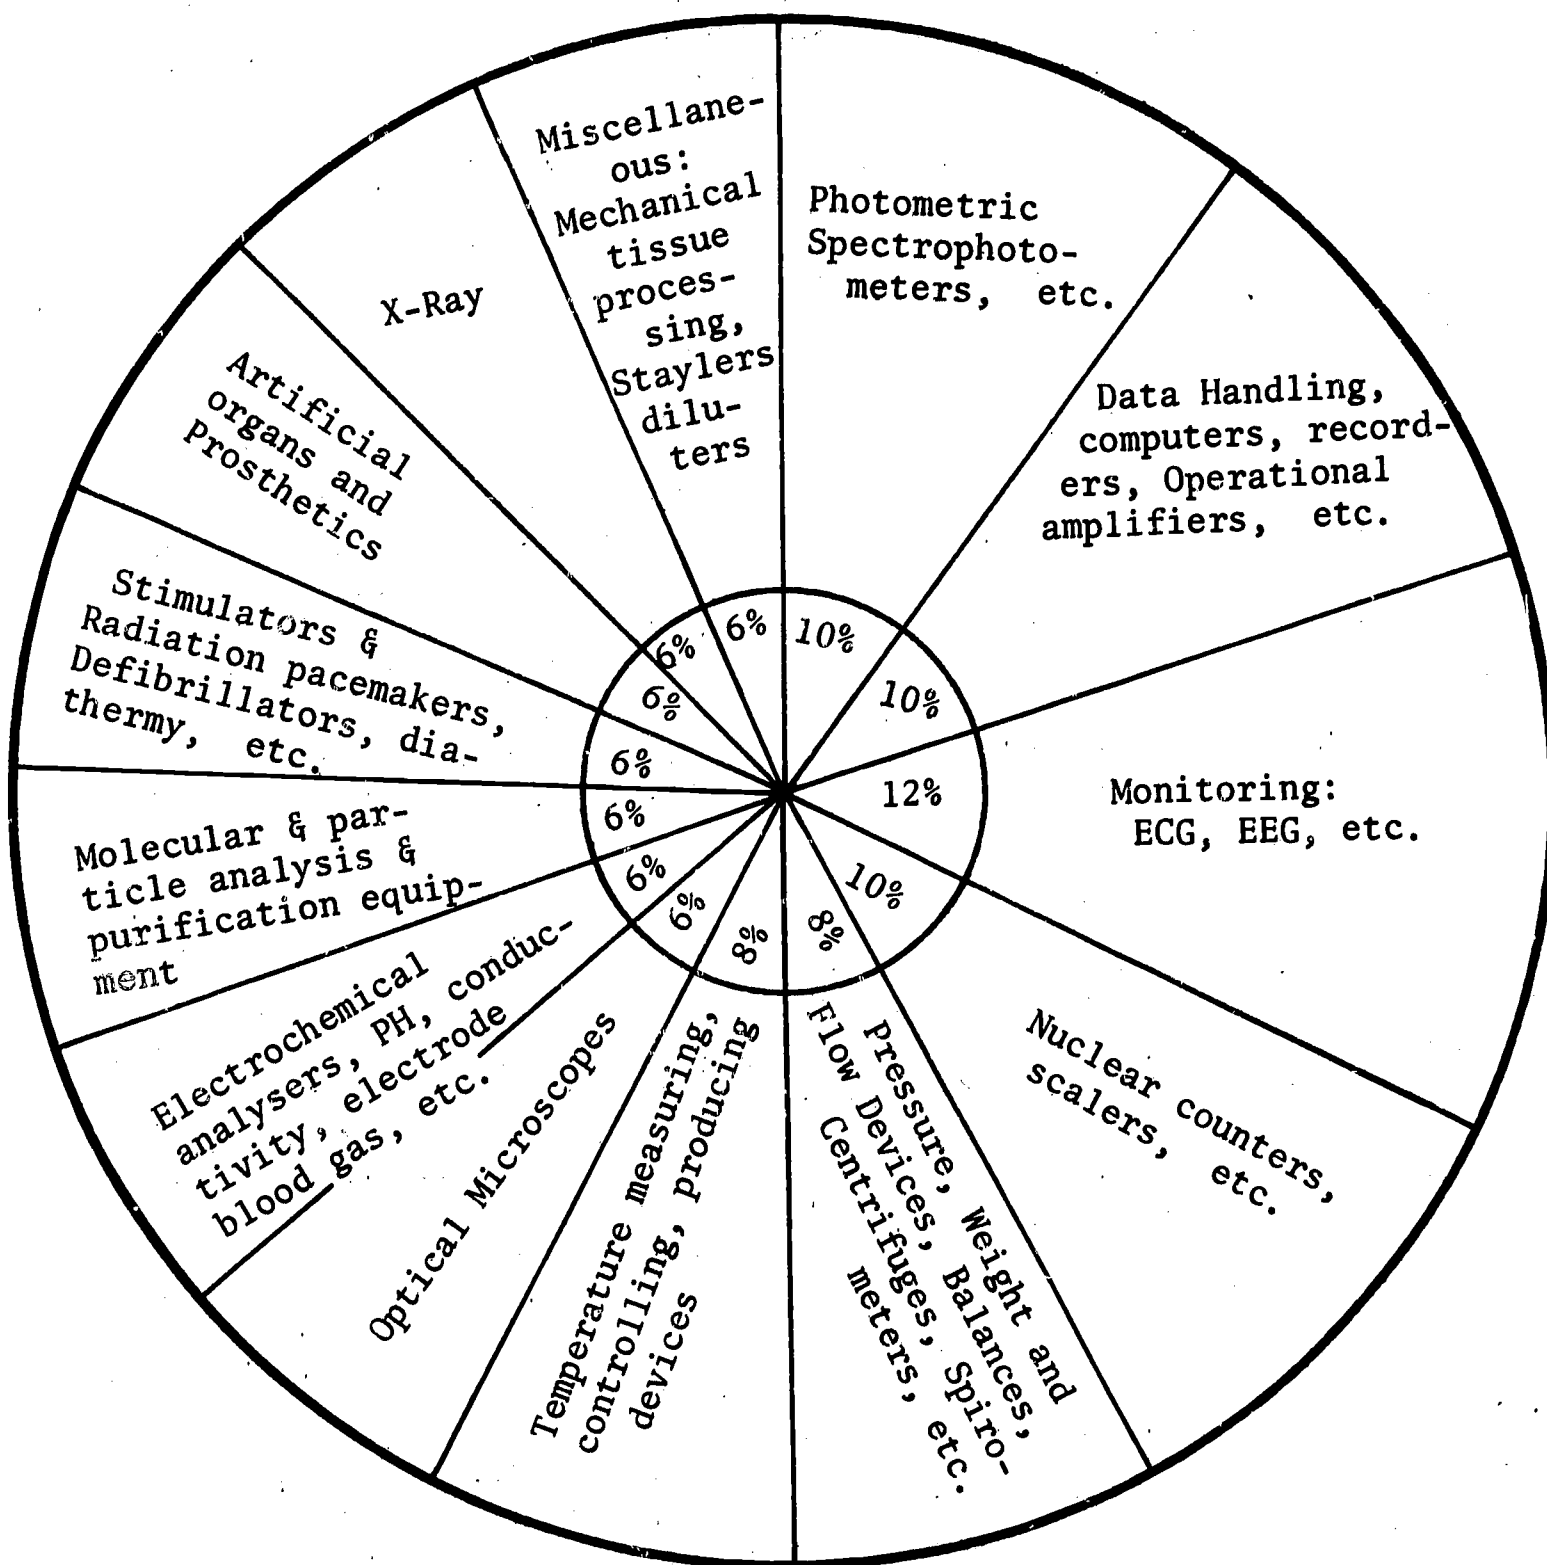 Photometric
Spectrophoto-
meters, etc.
10%
Data Handling,
computers, record-
ers, Operational
amplifiers, etc.
10%
Monitoring:
ECG, EEG, etc.
12%
Nuclear counters,
scalers, etc.
10%
Pressure, Weight and
Flow Devices, Balances,
Centrifuges, Spiro-
meters, etc.
8%
Temperature measuring,
controlling, producing
devices
8%
Optical Microscopes
6%
Electrochemical
analysers, PH, conduc-
tivity, electrode
blood gas, etc.
6%
Molecular & par-
ticle analysis &
purification equip-
ment
6%
Stimulators &
Radiation pacemakers,
Defibrillators, dia-
thermy, etc.
6%
Artificial
organs and
Prosthetics
6%
X-Ray
6%
Miscellane-
ous:
Mechanical
tissue
proces-
sing,
Staylers
dilu-
ters
6%